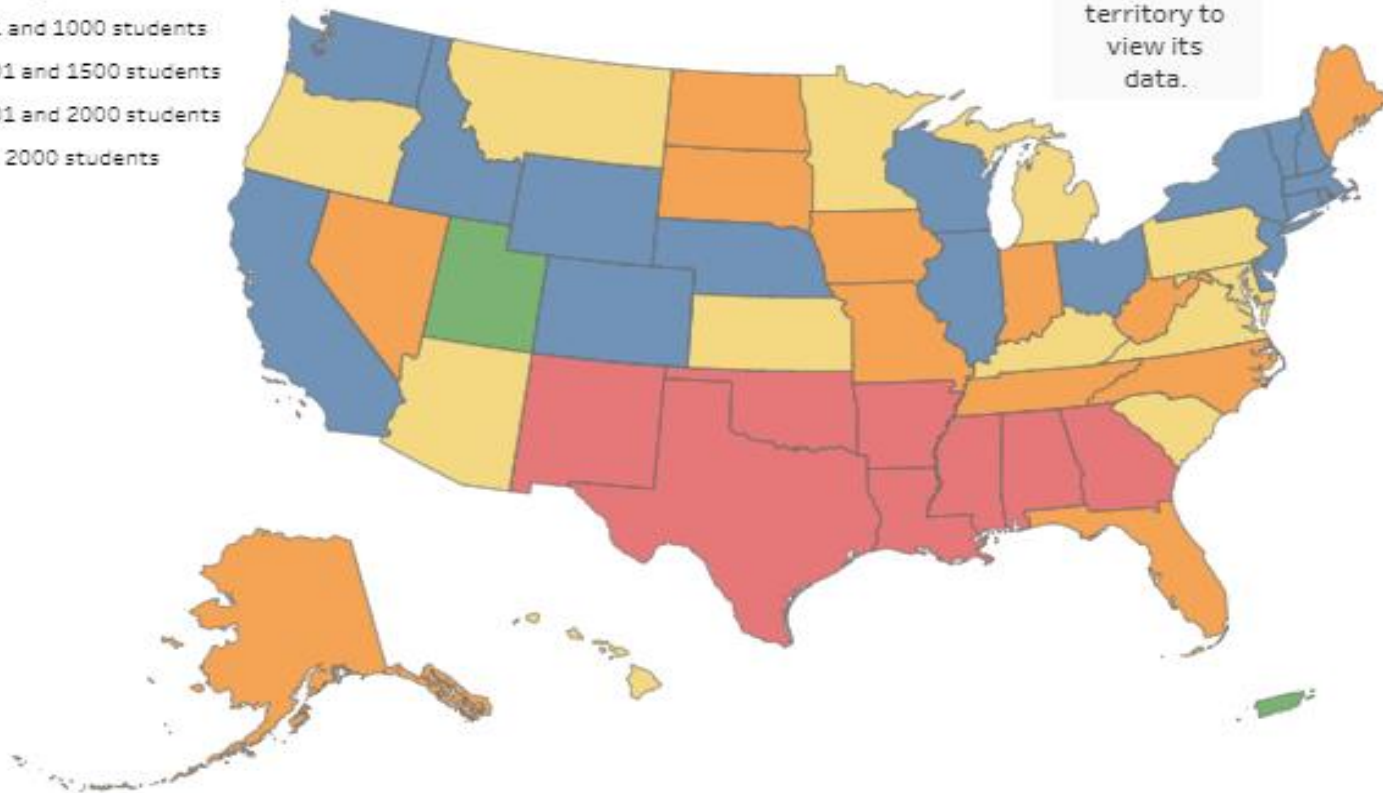 and 1000 students
1 and 1500 students
1 and 2000 students
2000 students
territory to
view its
data.